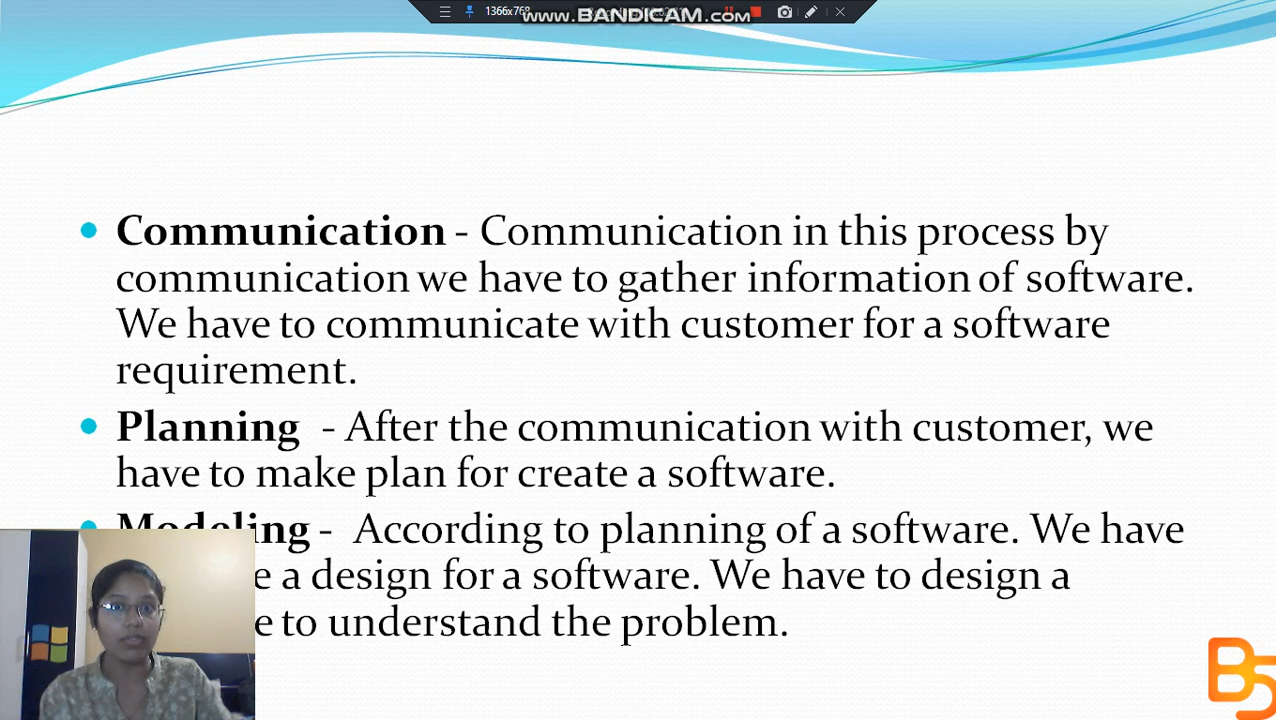 1366x768
www.BANDICAM.com
Communication - Communication in this process by
communication we have to gather information of software.
We have to communicate with customer for a software
requirement.
Planning - After the communication with customer, we
have to make plan for create a software.
Modeling - According to planning of a software. We have
a design for a software. We have to design a
to understand the problem.
B5